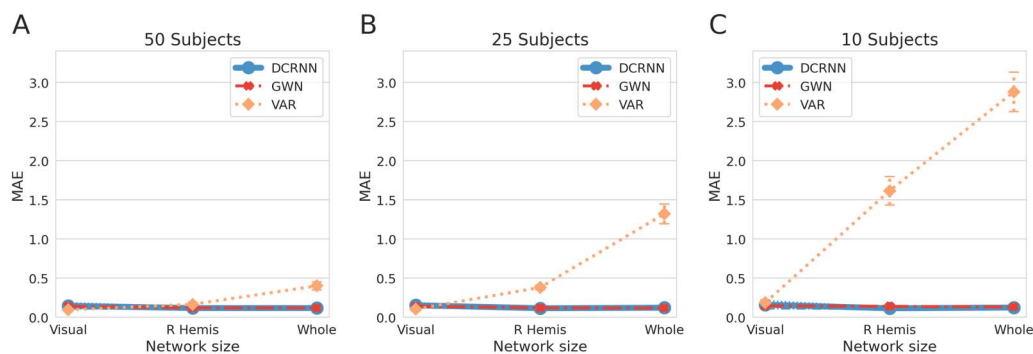 A
50 Subjects
DCRNN
GWN
VAR
3.0
2.5
2.0
1.5
1.0
0.5
0.0
MAE
Visual R Hemis Whole
Network size
B
25 Subjects
DCRNN
GWN
VAR
3.0
2.5
2.0
1.5
1.0
0.5
0.0
MAE
Visual R Hemis Whole
Network size
C
10 Subjects
DCRNN
GWN
VAR
3.0
2.5
2.0
1.5
1.0
0.5
0.0
MAE
Visual R Hemis Whole
Network size